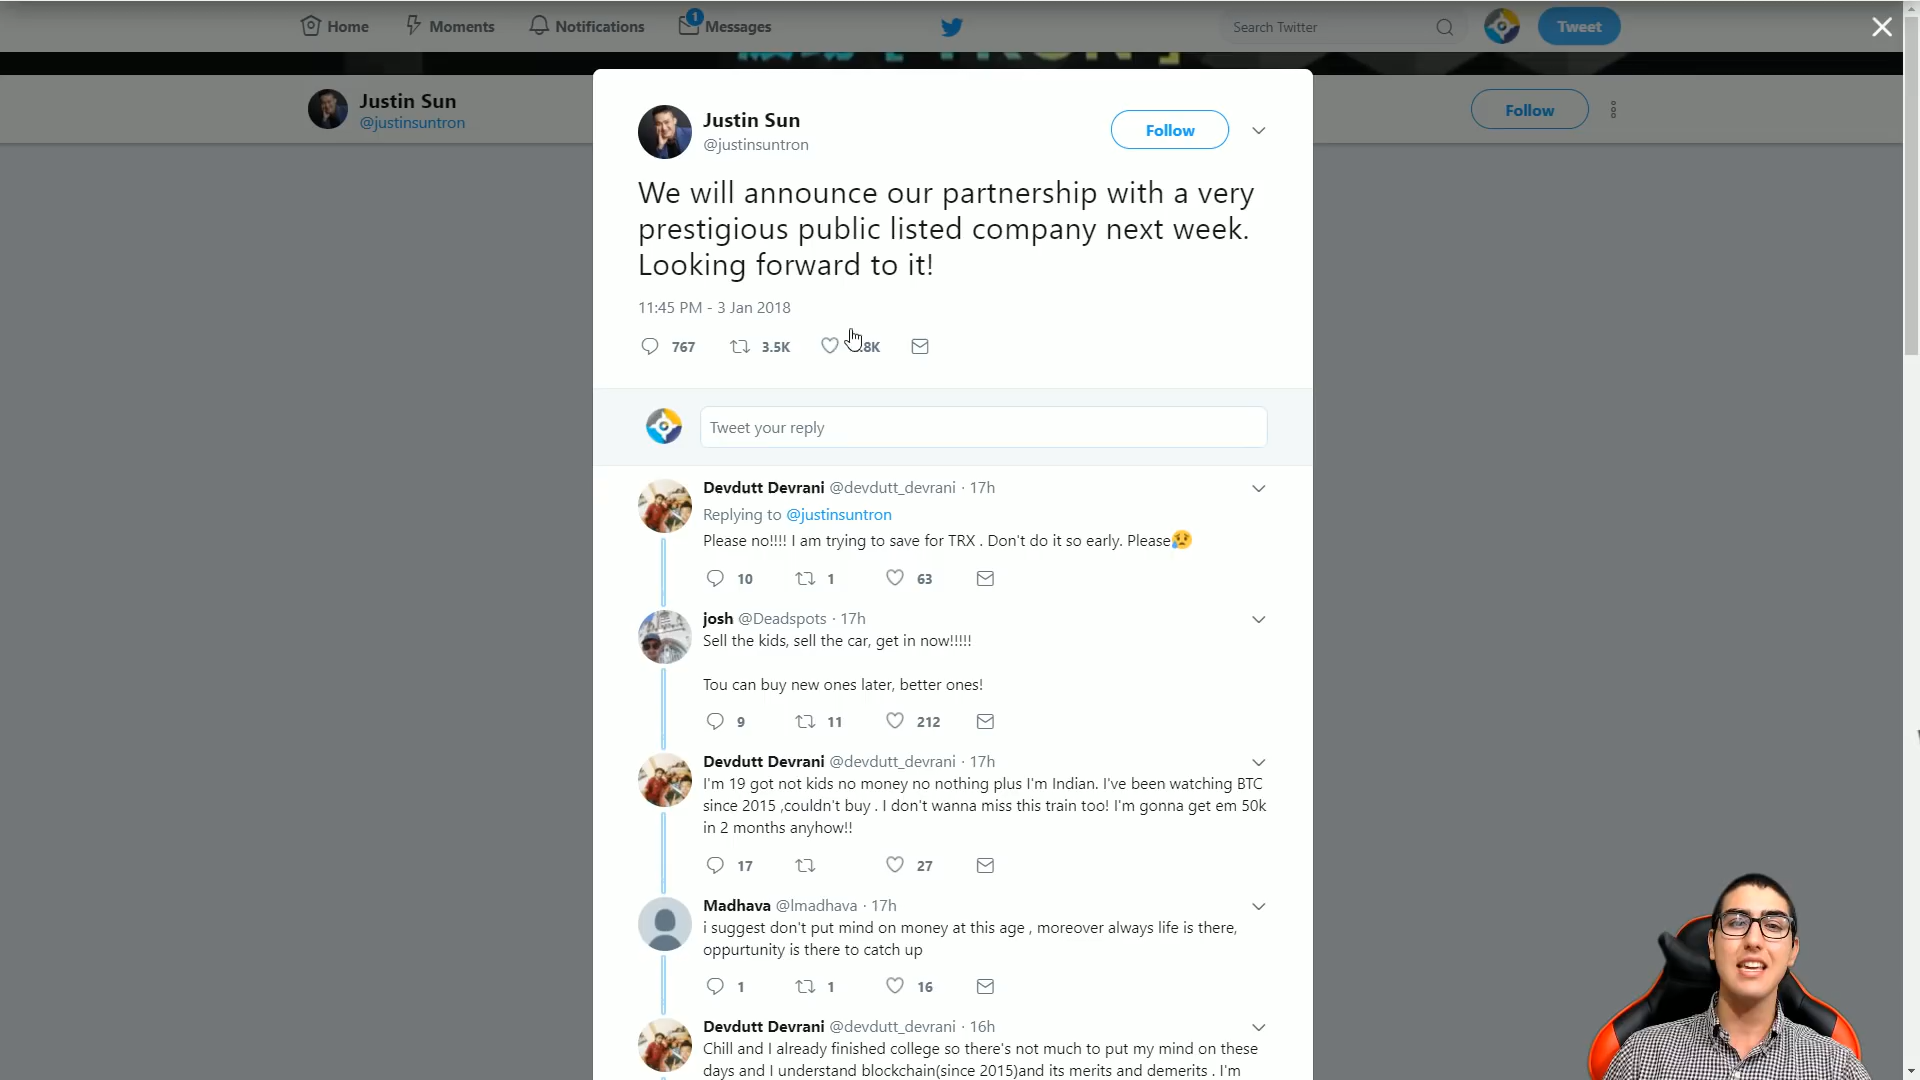 Home
Moments
Notifications
1
Messages
Search Twitter
Tweet
Justin Sun
@justinsuntron
Follow
Justin Sun
@justinsuntron
Follow
We will announce our partnership with a very
prestigious public listed company next week.
Looking forward to it!
11:45 PM - 3 Jan 2018
767
3.5K
Tweet your reply
Devdutt Devrani @devdutt_devrani · 17h
Replying to @justinsuntron
Please no!!!! I am trying to save for TRX . Don't do it so early. Please😥
10 1 63
josh @Deadspots · 17h
Sell the kids, sell the car, get in now!!!!!
Tou can buy new ones later, better ones!
9 11 212
Devdutt Devrani @devdutt_devrani · 17h
I'm 19 got not kids no money no nothing plus I'm Indian. I've been watching BTC
since 2015 ,couldn't buy . I don't wanna miss this train too! I'm gonna get em 50k
in 2 months anyhow!!
17 27
Madhava @lmadhava · 17h
i suggest don't put mind on money at this age , moreover always life is there,
oppurtunity is there to catch up
1 1 16
Devdutt Devrani @devdutt_devrani · 16h
Chill and I already finished college so there's not much to put my mind on these
days and I understand blockchain(since 2015)and its merits and demerits . I'm